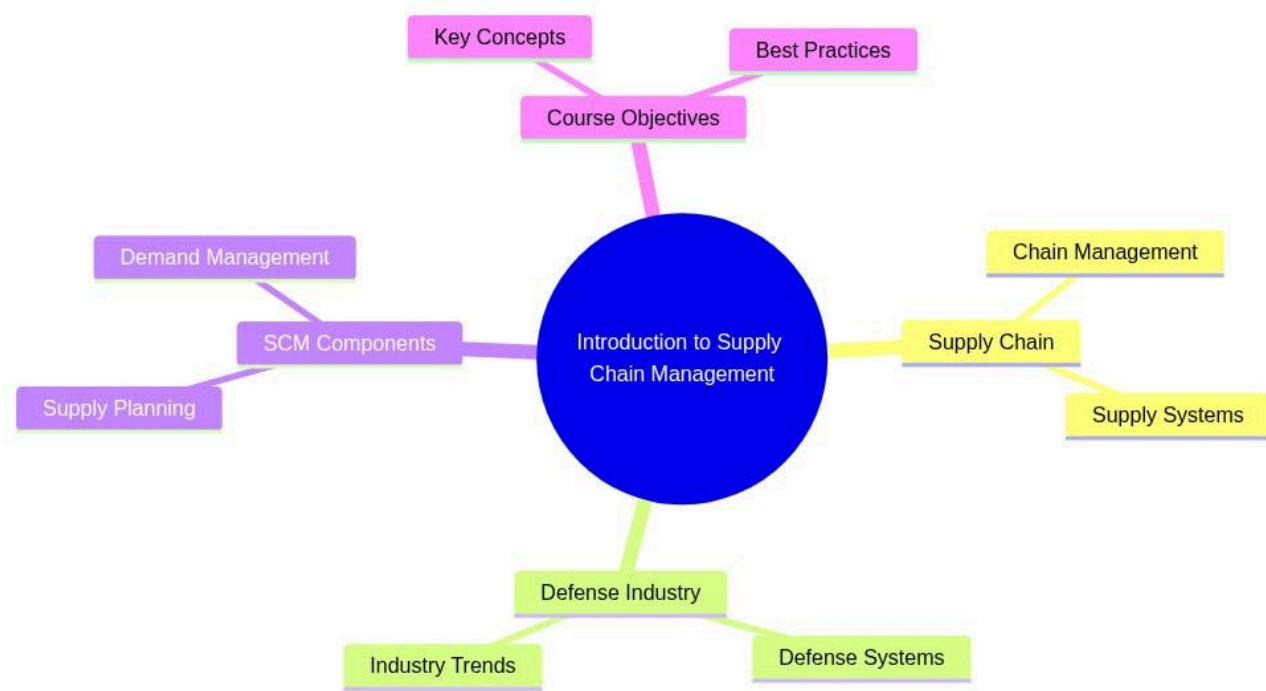 Key Concepts
Best Practices
Course Objectives
Demand Management
Chain Management
SCM Components
Introduction to Supply
Chain Management
Supply Chain
Supply Planning
Supply Systems
Defense Industry
Industry Trends
Defense Systems